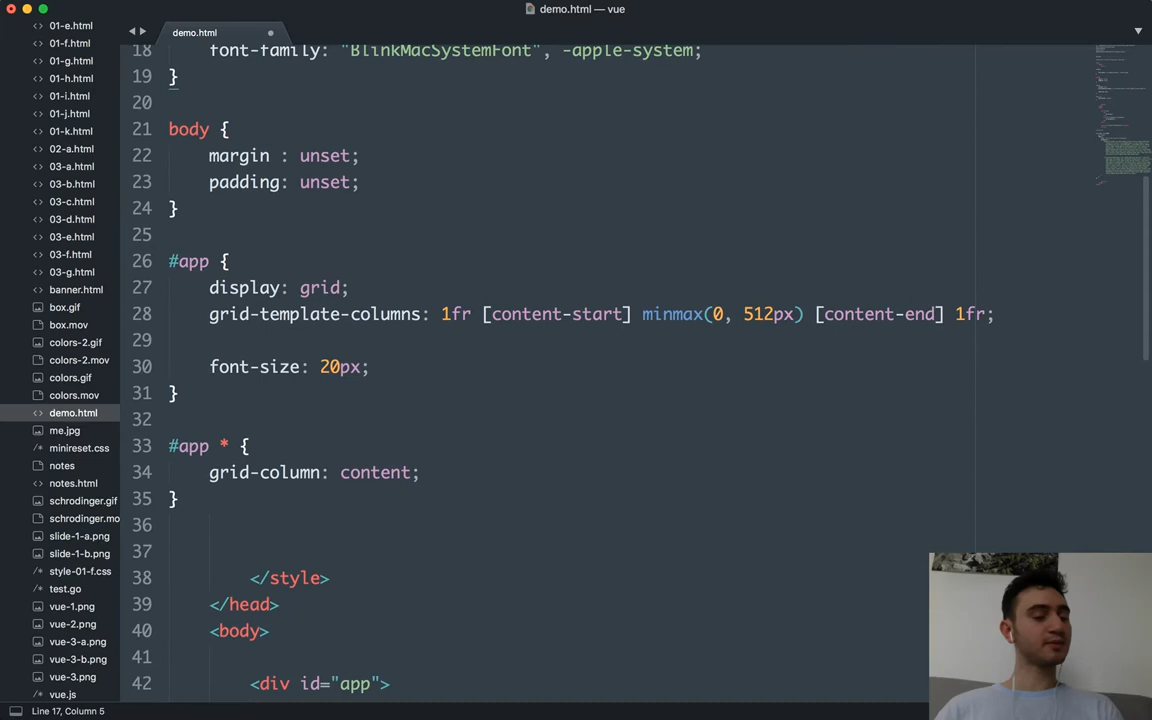 demo.html — vue
01-e.html
01-f.html
01-g.html
01-h.html
01-i.html
01-j.html
01-k.html
02-a.html
03-a.html
03-b.html
03-c.html
03-d.html
03-e.html
03-f.html
03-g.html
banner.html
box.gif
box.mov
colors-2.gif
colors-2.mov
colors.gif
colors.mov
demo.html
me.jpg
minireset.css
notes
notes.html
schrodinger.gif
schrodinger.mo
slide-1-a.png
slide-1-b.png
style-01-f.css
test.go
vue-1.png
vue-2.png
vue-3-a.png
vue-3-b.png
vue-3.png
vue.js
demo.html
18 font-family: "BlinkMacSystemFont", -apple-system;
19 }
20
21 body {
22 margin : unset;
23 padding: unset;
24 }
25
26 #app {
27 display: grid;
28 grid-template-columns: 1fr [content-start] minmax(0, 512px) [content-end] 1fr;
29
30 font-size: 20px;
31 }
32
33 #app * {
34 grid-column: content;
35 }
36
37
38 </style>
39 </head>
40 <body>
41
42 <div id="app">
Line 17, Column 5